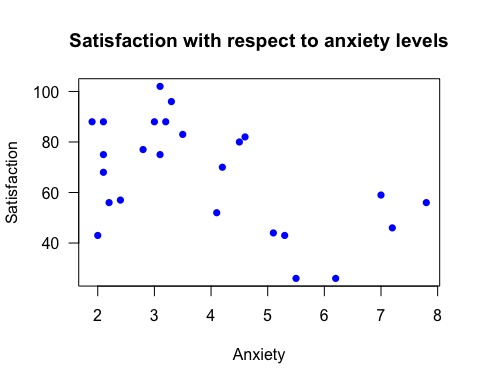 Satisfaction with respect to anxiety levels
100
80
60
40
Satisfaction
2 3 4 5 6 7 8
Anxiety